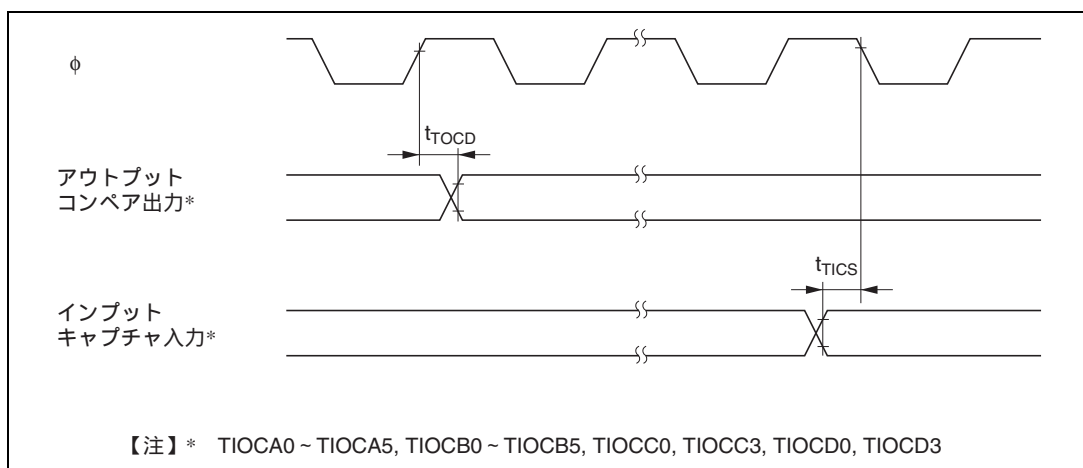 φ
tTOCD
アウトプット
コンペア出力*
tTICS
インプット
キャプチャ入力*
【注】* TIOCA0 ~ TIOCA5, TIOCB0 ~ TIOCB5, TIOCC0, TIOCC3, TIOCD0, TIOCD3